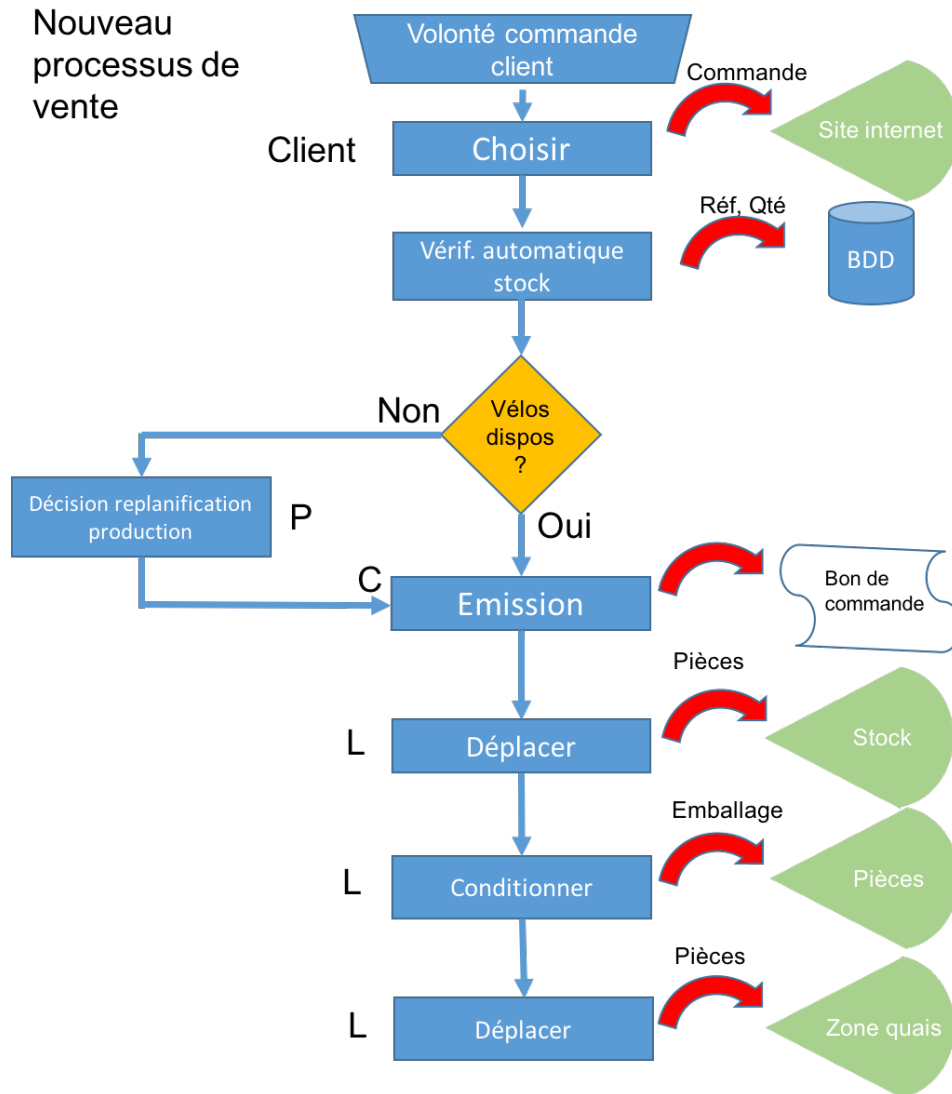 Nouveau
processus de
vente
Volonté commande
client
Commande
Site internet
Client
Choisir
Réf, Qté
Vérif. automatique
stock
BDD
Non
Vélos
dispos
?
Décision replanification
production
P
Oui
C
Emission
Bon de
commande
Pièces
L
Déplacer
Stock
Emballage
L
Conditionner
Pièces
Pièces
L
Déplacer
Zone quais